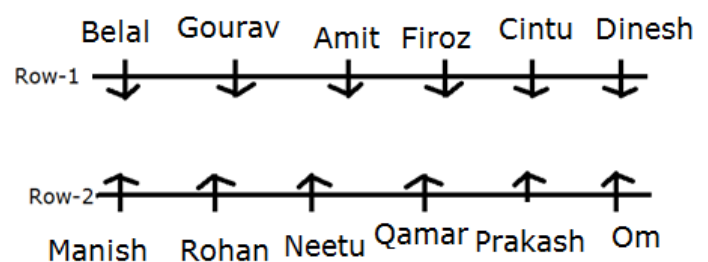 Belal Gourav Amit Firoz Cintu Dinesh
Row-1
Row-2
Manish Rohan Neetu Qamar Prakash Om